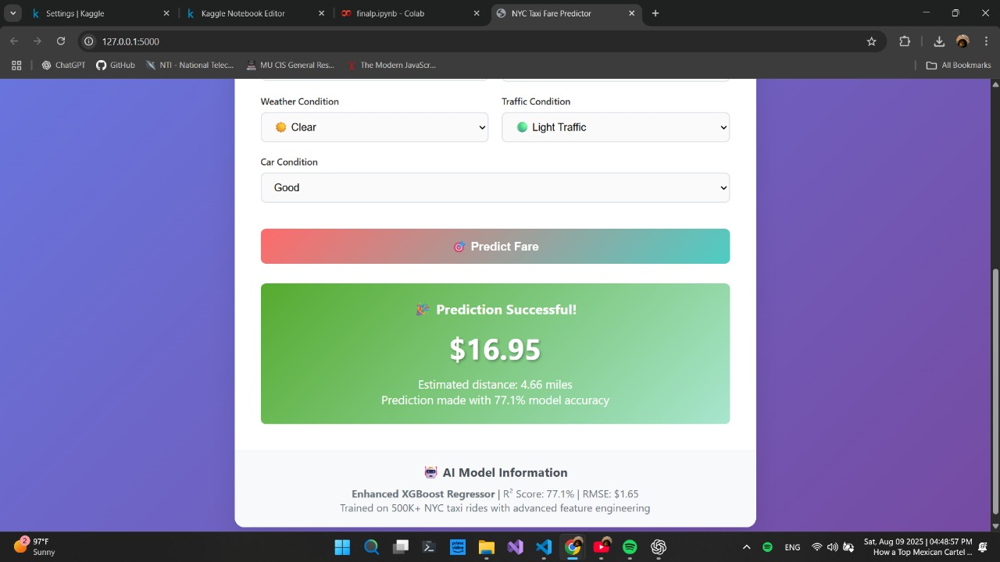 Settings | Kaggle
Kaggle Notebook Editor
finalp.ipynb - Colab
NYC Taxi Fare Predictor
127.0.0.1:5000
ChatGPT
GitHub
NTI - National Telec...
MU CIS General Res...
The Modern JavaScr...
All Bookmarks
Weather Condition
Traffic Condition
Clear
Light Traffic
Car Condition
Good
Predict Fare
Prediction Successful!
$16.95
Estimated distance: 4.66 miles
Prediction made with 77.1% model accuracy
AI Model Information
Enhanced XGBoost Regressor | R² Score: 77.1% | RMSE: $1.65
Trained on 500K+ NYC taxi rides with advanced feature engineering
2
97°F
Sunny
prime video
ENG
Sat, Aug 09 2025 | 04:48:57 PM
How a Top Mexican Cartel ...